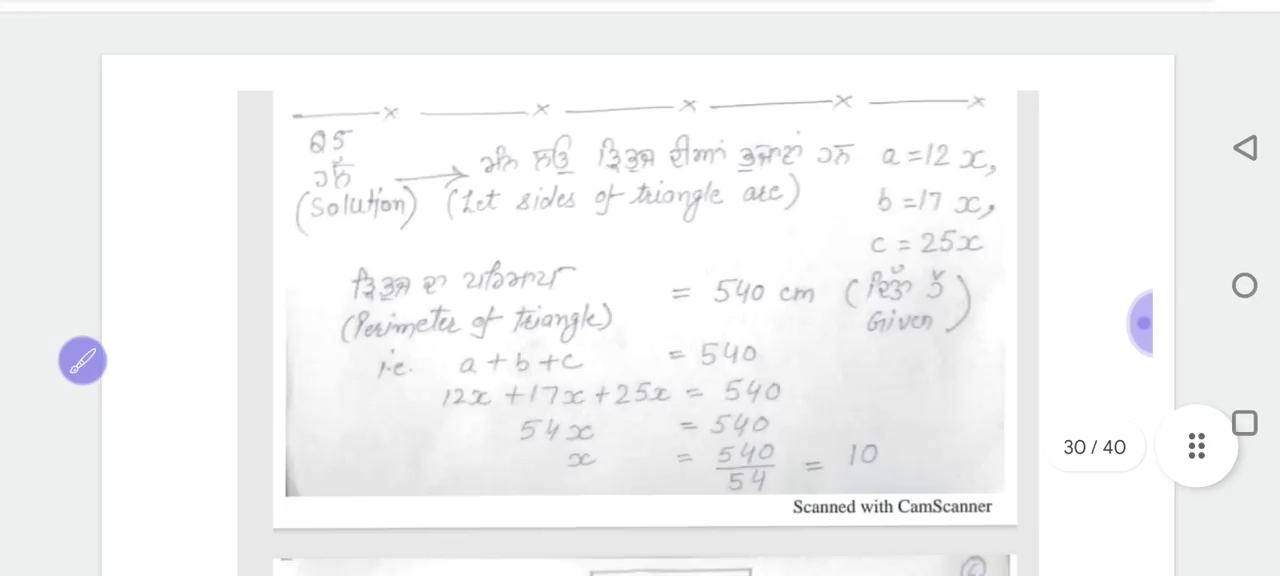 Q5
ਹੱਲ → ਮੰਨ ਲਉ ਤ੍ਰਿਭੁਜ ਦੀਆਂ ਭੁਜਾਵਾਂ ਹਨ a = 12x,
(Solution) (Let sides of triangle are) b = 17x,
c = 25x
ਤ੍ਰਿਭੁਜ ਦਾ ਪਰਿਮਾਪ = 540 cm (ਦਿੱਤਾ ਹੈ
(Perimeter of triangle) Given)
i.e. a + b + c = 540
12x + 17x + 25x = 540
54x = 540
x = 540/54 = 10
Scanned with CamScanner
30 / 40